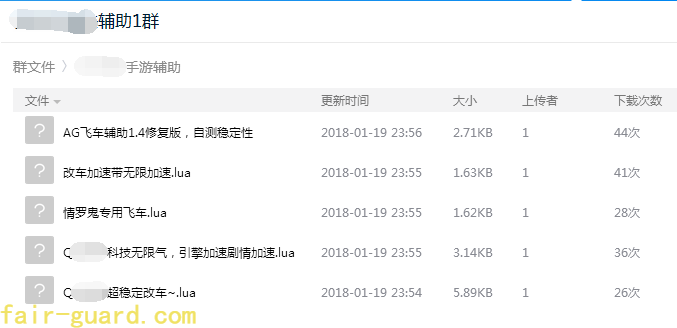 辅助1群
群文件 〉 手游辅助
文件 更新时间 大小 上传者 下载次数
AG飞车辅助1.4修复版，自测稳定性 2018-01-19 23:56 2.71KB 1 44次
改车加速带无限加速.lua 2018-01-19 23:55 1.63KB 1 41次
情罗鬼专用飞车.lua 2018-01-19 23:55 1.62KB 1 28次
Q 科技无限气，引擎加速剧情加速.lua 2018-01-19 23:55 3.14KB 1 36次
Q 超稳定改车~.lua 2018-01-19 23:54 5.89KB 1 26次
fair-guard.com